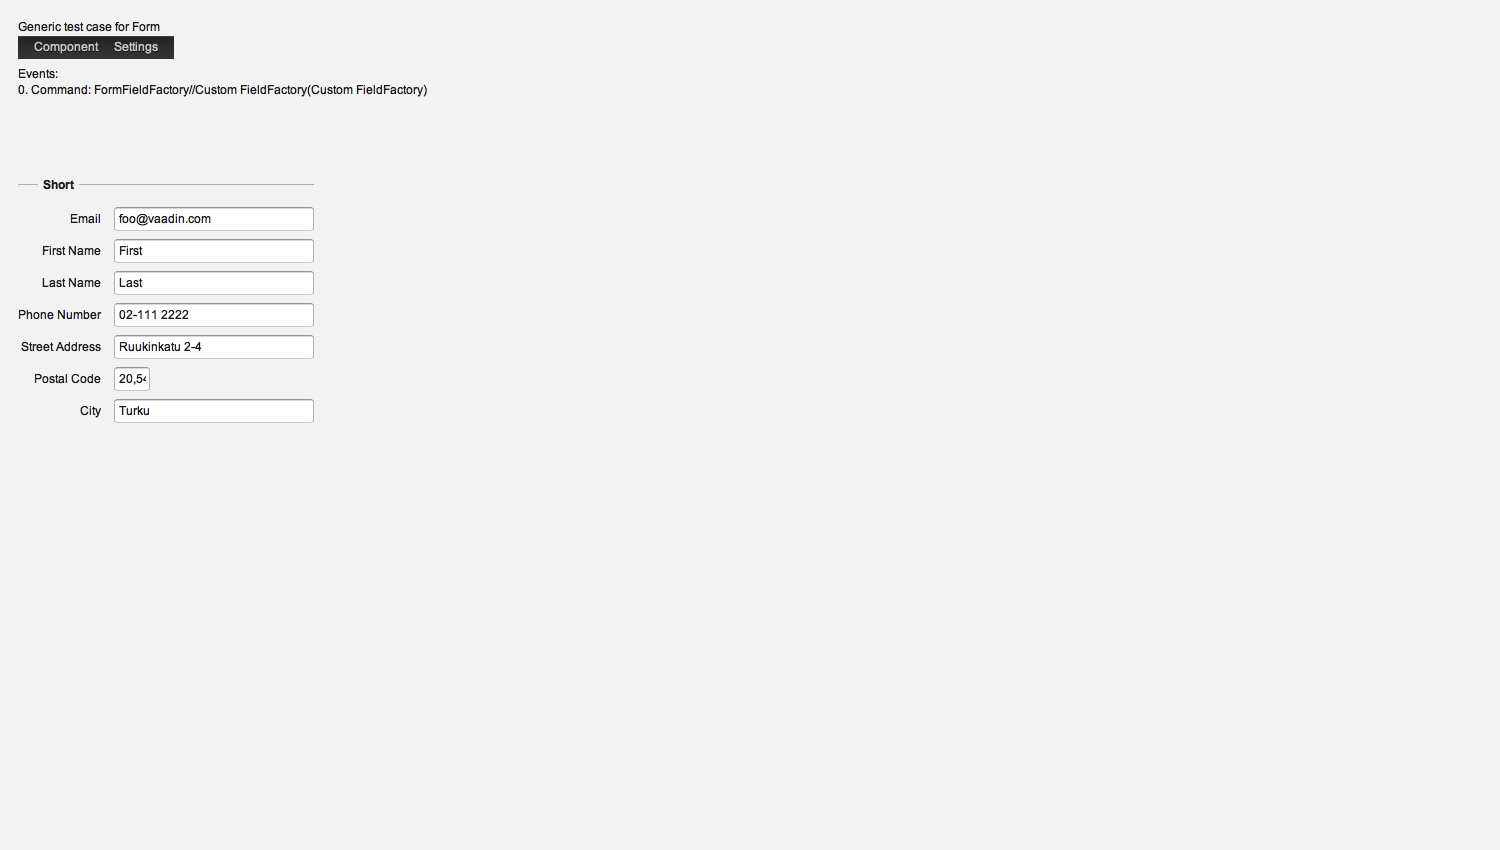 Generic test case for Form
Component Settings
Events:
0. Command: FormFieldFactory//Custom FieldFactory(Custom FieldFactory)
Short
Email foo@vaadin.com
First Name First
Last Name Last
Phone Number 02-111 2222
Street Address Ruukinkatu 2-4
Postal Code 20,54
City Turku